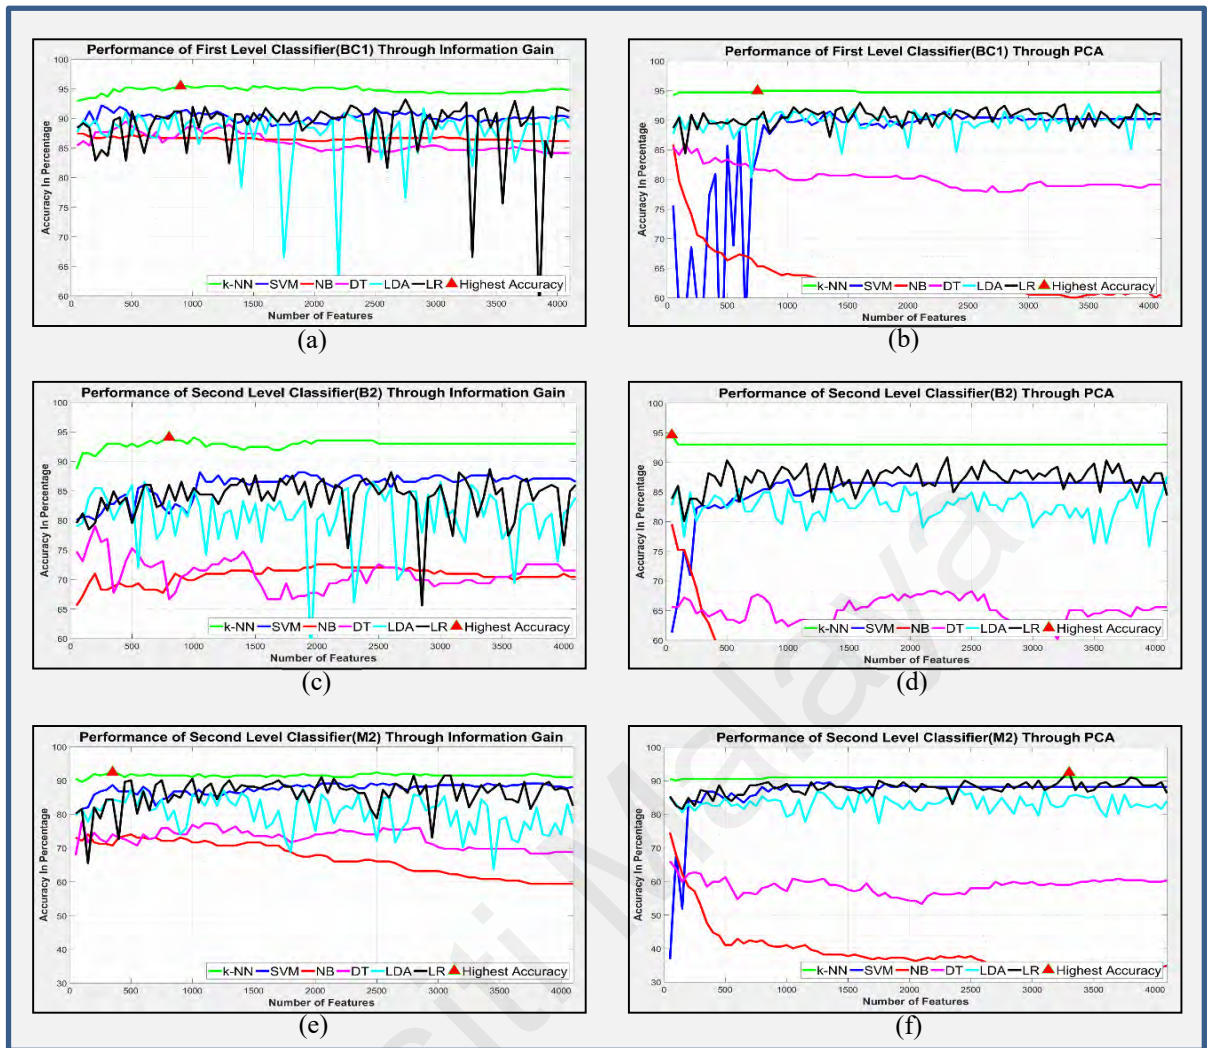 Performance of First Level Classifier(BC1) Through Information Gain
100
95
90
85
80
75
70
65
60
Accuracy In Percentage
k-NN SVM NB DT LDA LR Highest Accuracy
0 500 1000 1500 2000 2500 3000 3500 4000
Number of Features
(a)
Performance of First Level Classifier(BC1) Through PCA
100
95
90
85
80
75
70
65
60
Accuracy In Percentage
k-NN SVM NB DT LDA LR Highest Accuracy
0 500 1000 1500 2000 2500 3000 3500 4000
Number of Features
(b)
Performance of Second Level Classifier(B2) Through Information Gain
100
95
90
85
80
75
70
65
60
Accuracy In Percentage
k-NN SVM NB DT LDA LR Highest Accuracy
0 500 1000 1500 2000 2500 3000 3500 4000
Number of Features
(c)
Performance of Second Level Classifier(B2) Through PCA
100
95
90
85
80
75
70
65
60
Accuracy In Percentage
k-NN SVM NB DT LDA LR Highest Accuracy
0 500 1000 1500 2000 2500 3000 3500 4000
Number of Features
(d)
Performance of Second Level Classifier(M2) Through Information Gain
100
90
80
70
60
50
40
30
Accuracy In Percentage
k-NN SVM NB DT LDA LR Highest Accuracy
0 500 1000 1500 2000 2500 3000 3500 4000
Number of Features
(e)
Performance of Second Level Classifier(M2) Through PCA
100
90
80
70
60
50
40
30
Accuracy In Percentage
k-NN SVM NB DT LDA LR Highest Accuracy
0 500 1000 1500 2000 2500 3000 3500 4000
Number of Features
(f)
siti Malaya